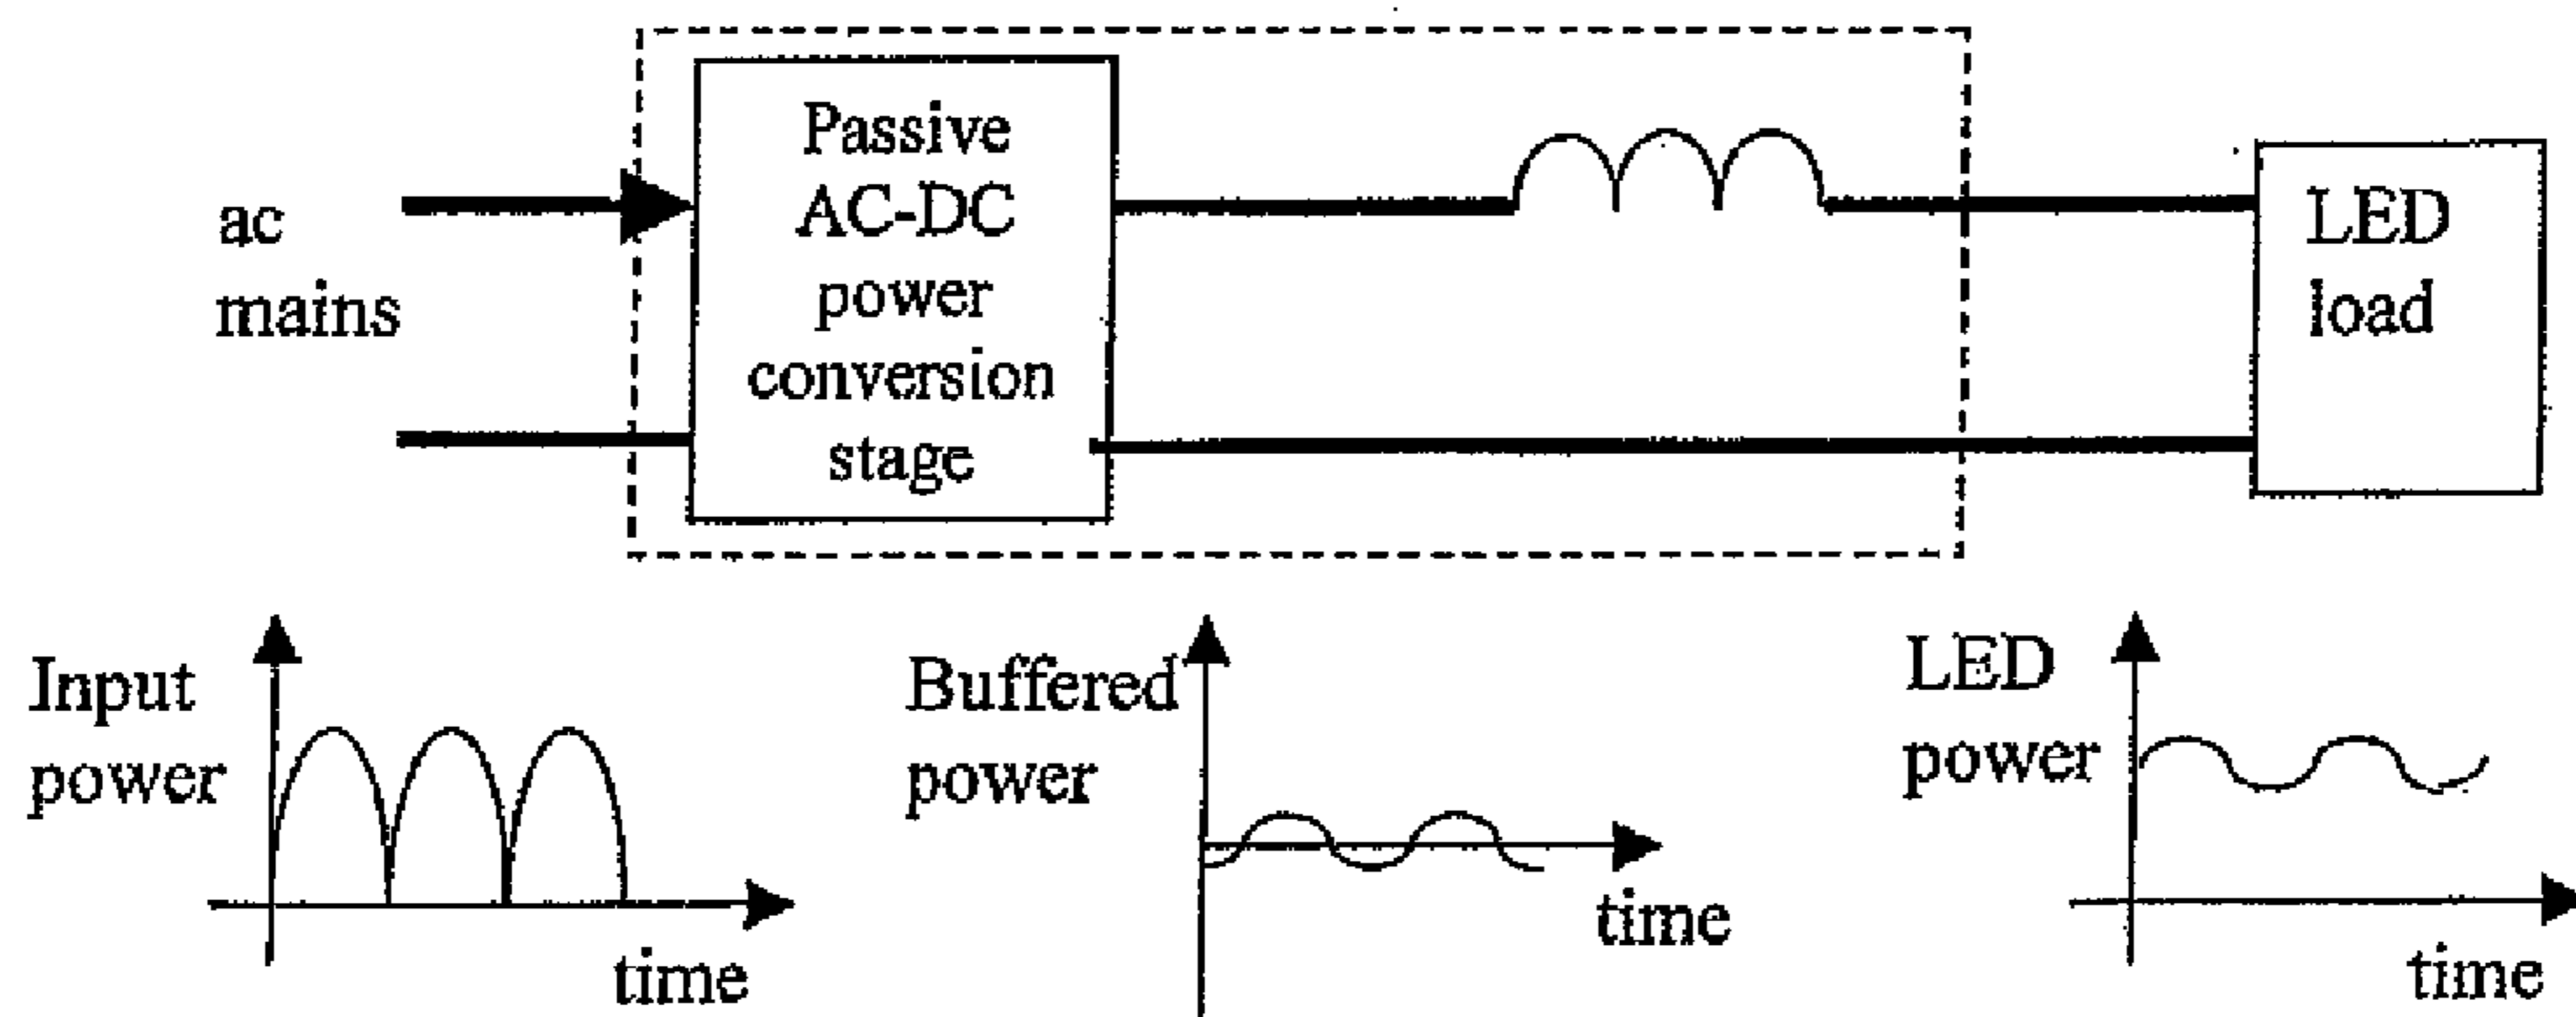 ac
mains
Passive
AC-DC
power
conversion
stage
LED
load
Input
power
time
Buffered
power
time
LED
power
time